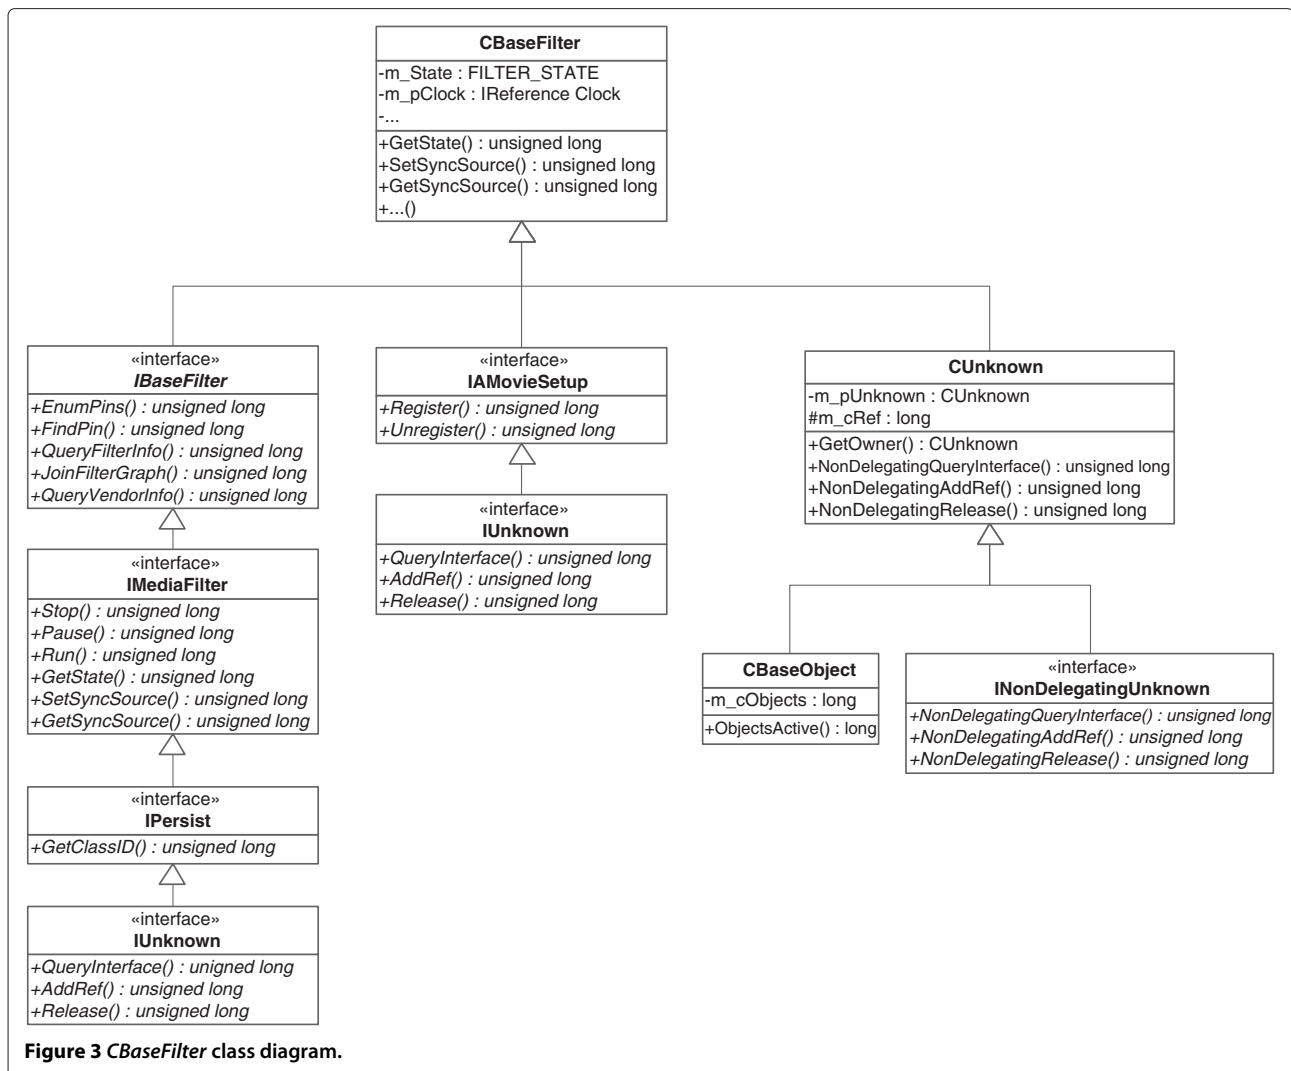 CBaseFilter
-m_State : FILTER_STATE
-m_pClock : IReference Clock
-...
+GetState() : unsigned long
+SetSyncSource() : unsigned long
+GetSyncSource() : unsigned long
+...()
«interface»
IBaseFilter
+EnumPins() : unsigned long
+FindPin() : unsigned long
+QueryFilterInfo() : unsigned long
+JoinFilterGraph() : unsigned long
+QueryVendorInfo() : unsigned long
«interface»
IMediaFilter
+Stop() : unsigned long
+Pause() : unsigned long
+Run() : unsigned long
+GetState() : unsigned long
+SetSyncSource() : unsigned long
+GetSyncSource() : unsigned long
«interface»
IPersist
+GetClassID() : unsigned long
«interface»
IUnknown
+QueryInterface() : unigned long
+AddRef() : unsigned long
+Release() : unsigned long
«interface»
IAMovieSetup
+Register() : unsigned long
+Unregister() : unsigned long
«interface»
IUnknown
+QueryInterface() : unsigned long
+AddRef() : unsigned long
+Release() : unsigned long
CUnknown
-m_pUnknown : CUnknown
#m_cRef : long
+GetOwner() : CUnknown
+NonDelegatingQueryInterface() : unsigned long
+NonDelegatingAddRef() : unsigned long
+NonDelegatingRelease() : unsigned long
CBaseObject
-m_cObjects : long
+ObjectsActive() : long
«interface»
INonDelegatingUnknown
+NonDelegatingQueryInterface() : unsigned long
+NonDelegatingAddRef() : unsigned long
+NonDelegatingRelease() : unsigned long
Figure 3 CBaseFilter class diagram.